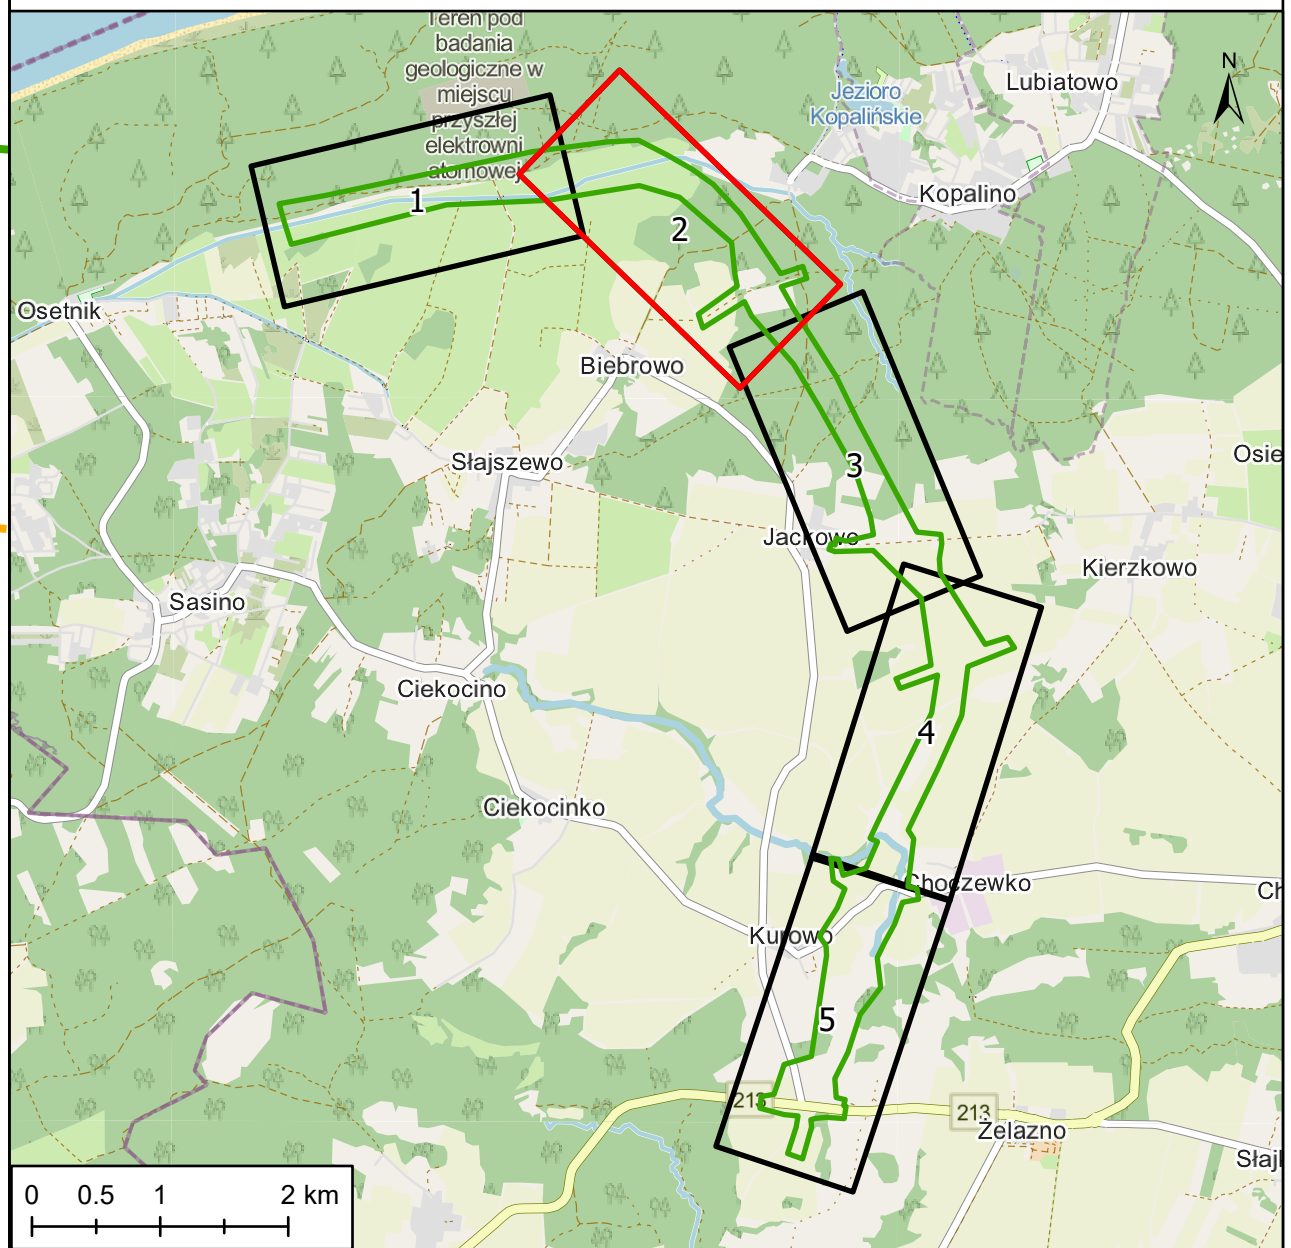 Teren pod
badania
geologiczne w
miejscu
przyszłej
elektrowni
atomowej
N
Lubiatowo
Jezioro
Kopalińskie
Kopalino
1
2
Osetnik
Biebrowo
Słajszewo
3
Osie
Jackowo
Kierzkowo
Sasino
Ciekocino
4
Ciekocinko
Choczewko
Ch
Kurowo
5
213
213
Żelazno
Słajk
0 0.5 1 2 km